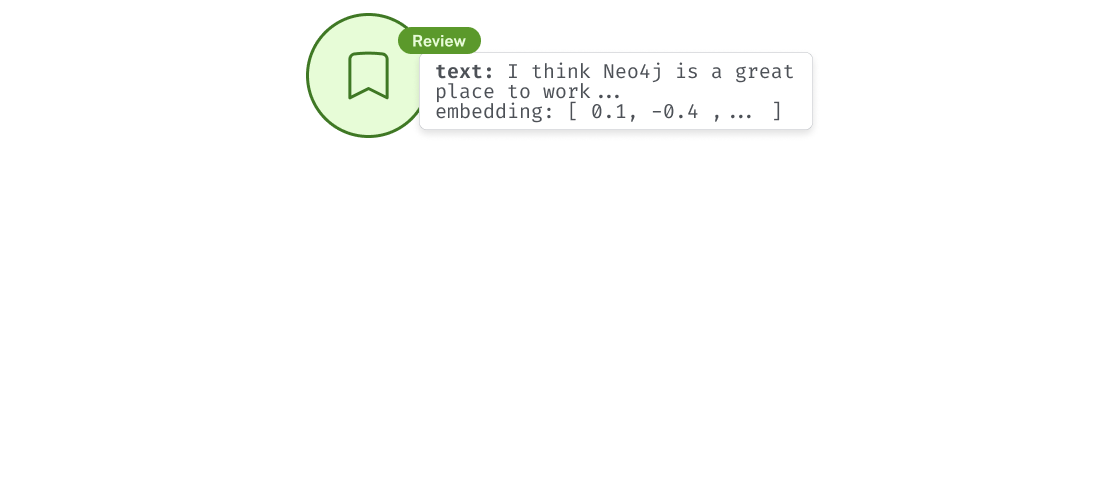 Review
text: I think Neo4j is a great
place to work...
embedding: [ 0.1, -0.4 ,... ]